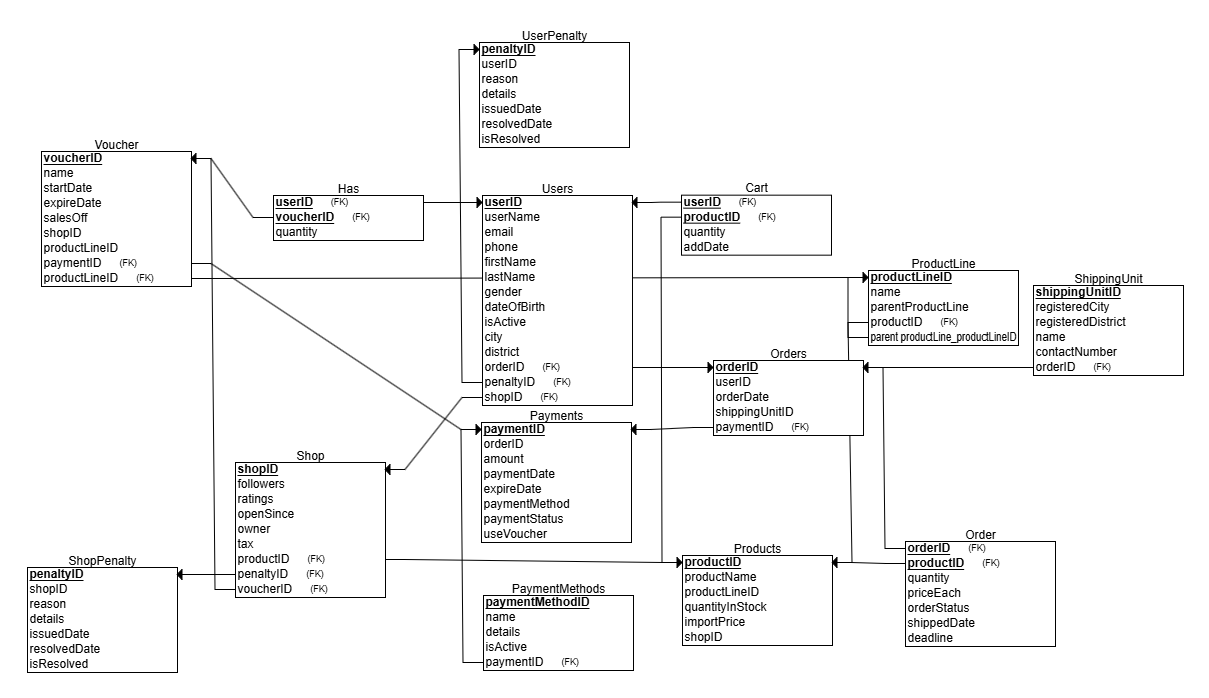 UserPenalty
penaltyID
userID
reason
details
issuedDate
resolvedDate
isResolved
Voucher
voucherID
name
startDate
expireDate
salesOff
shopID
productLineID
paymentID (FK)
productLineID (FK)
Has
userID (FK)
voucherID (FK)
quantity
Users
userID
userName
email
phone
firstName
lastName
gender
dateOfBirth
isActive
city
district
orderID (FK)
penaltyID (FK)
shopID (FK)
Cart
userID (FK)
productID (FK)
quantity
addDate
ProductLine
productLineID
name
parentProductLine
productID (FK)
parent productLine_productLineID
ShippingUnit
shippingUnitID
registeredCity
registeredDistrict
name
contactNumber
orderID (FK)
Orders
orderID
userID
orderDate
shippingUnitID
paymentID (FK)
Payments
paymentID
orderID
amount
paymentDate
expireDate
paymentMethod
paymentStatus
useVoucher
Shop
shopID
followers
ratings
openSince
owner
tax
productID (FK)
penaltyID (FK)
voucherID (FK)
ShopPenalty
penaltyID
shopID
reason
details
issuedDate
resolvedDate
isResolved
PaymentMethods
paymentMethodID
name
details
isActive
paymentID (FK)
Products
productID
productName
productLineID
quantityInStock
importPrice
shopID
Order
orderID (FK)
productID (FK)
quantity
priceEach
orderStatus
shippedDate
deadline